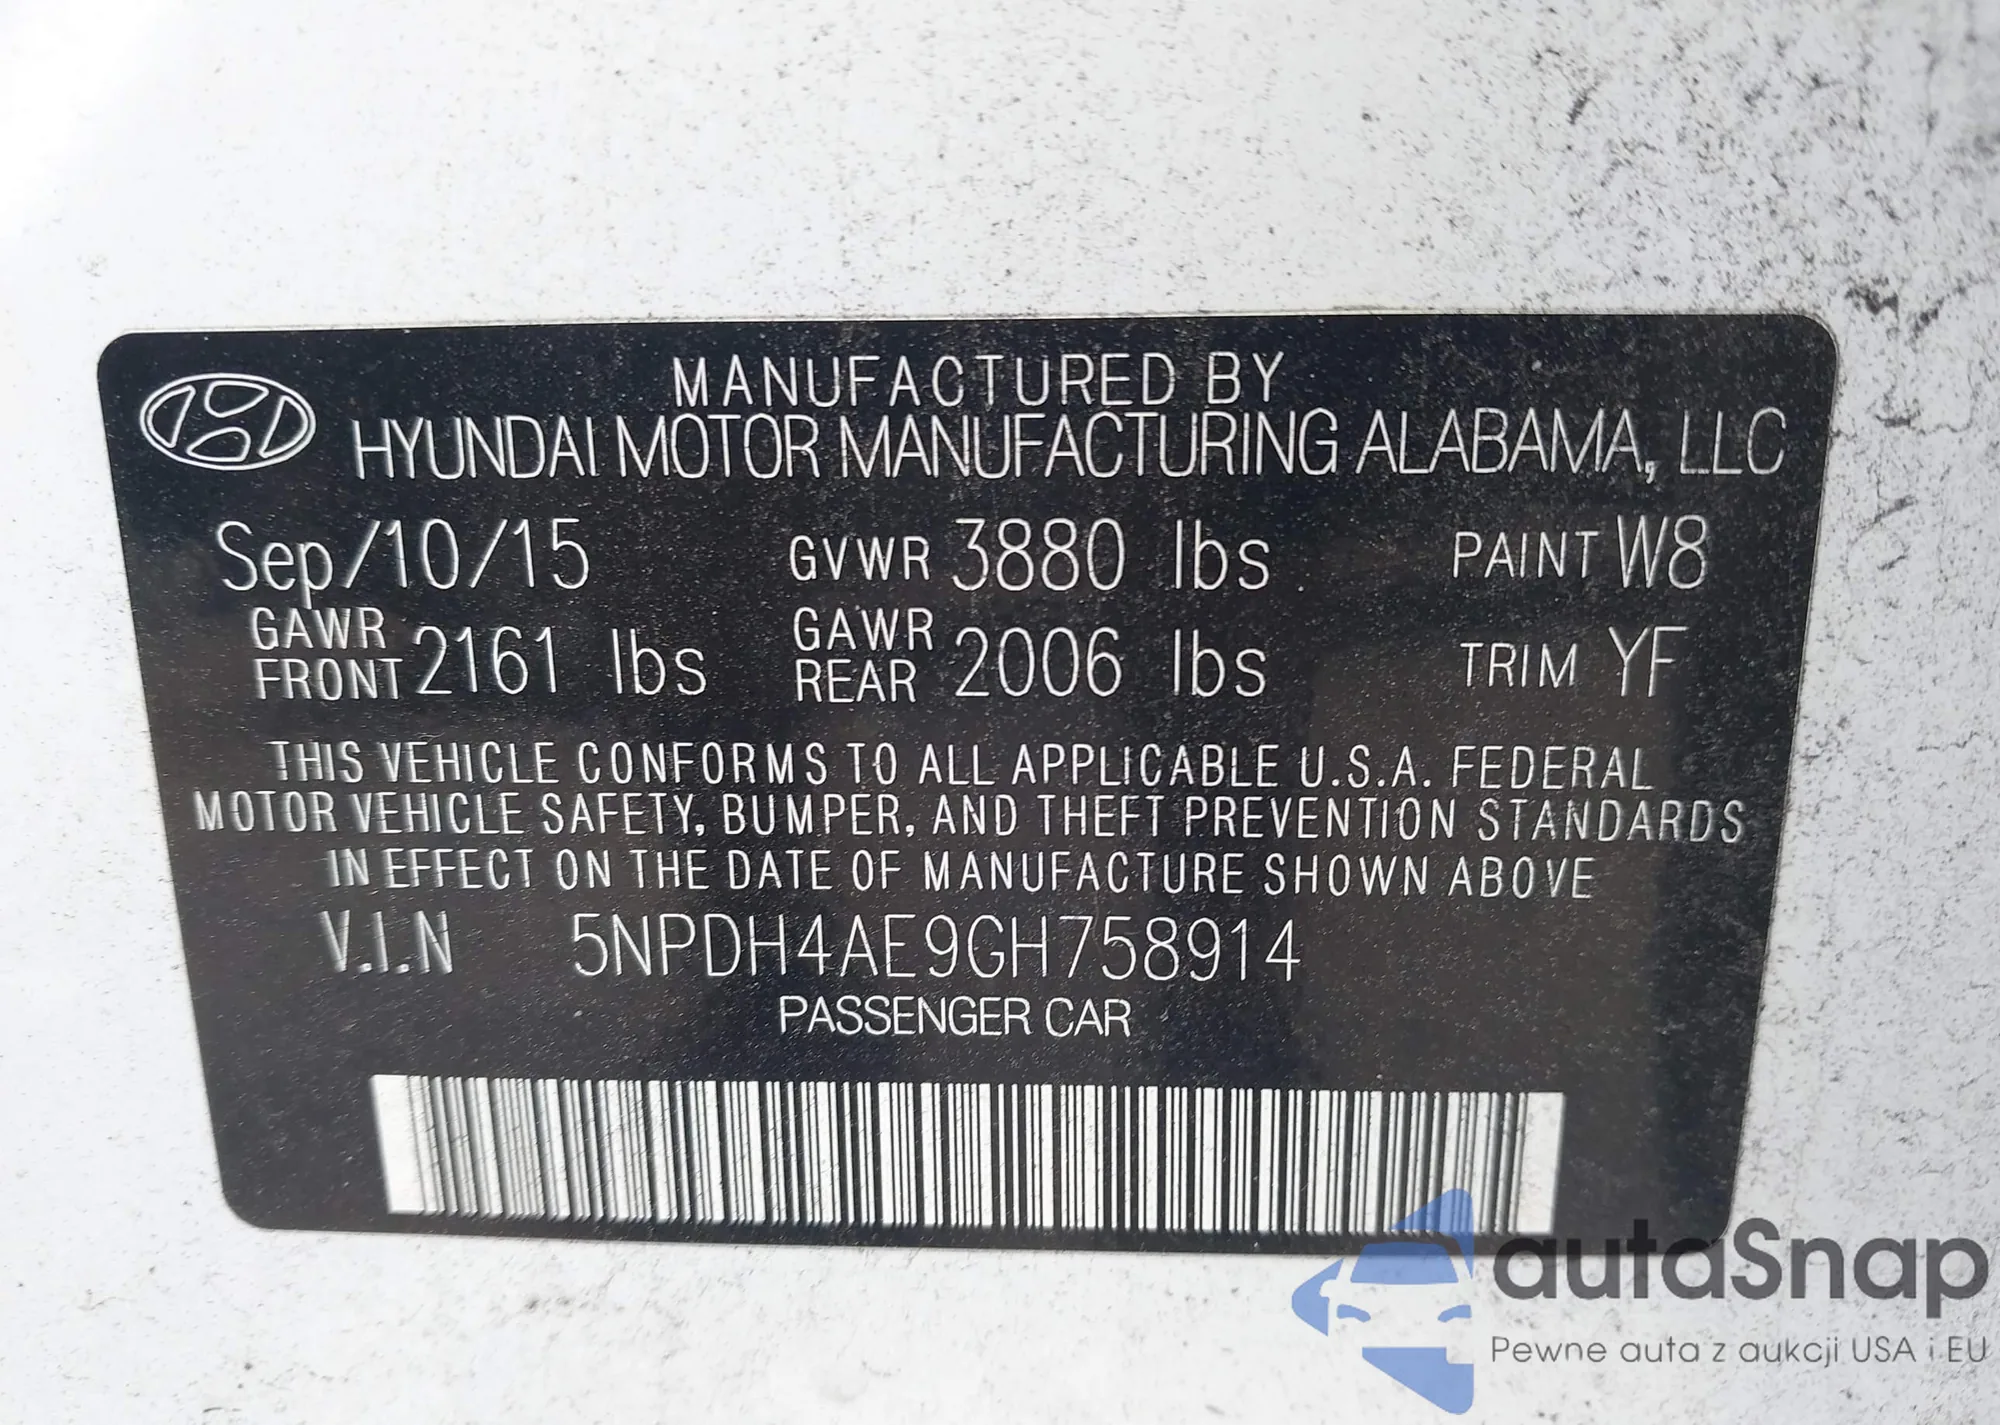 MANUFACTURED BY
HYUNDAI MOTOR MANUFACTURING ALABAMA, LLC
Sep/10/15 GVWR 3880 lbs PAINT W8
GAWR FRONT 2161 lbs GAWR REAR 2006 lbs TRIM YF
THIS VEHICLE CONFORMS TO ALL APPLICABLE U.S.A. FEDERAL
MOTOR VEHICLE SAFETY, BUMPER, AND THEFT PREVENTION STANDARDS
IN EFFECT ON THE DATE OF MANUFACTURE SHOWN ABOVE
V.I.N 5NPDH4AE9GH758914
PASSENGER CAR
autaSnap
Pewne auta z aukcji USA i EU